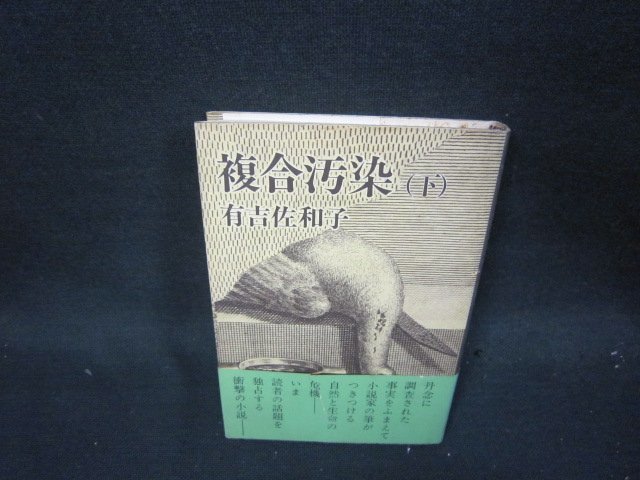 複合汚染（下）
有吉佐和子
丹念に
調査された
事実をふまえて
小説家の筆が
つきつける
自然と生命の
危機――
いま
読者の話題を
独占する
衝撃の小説――